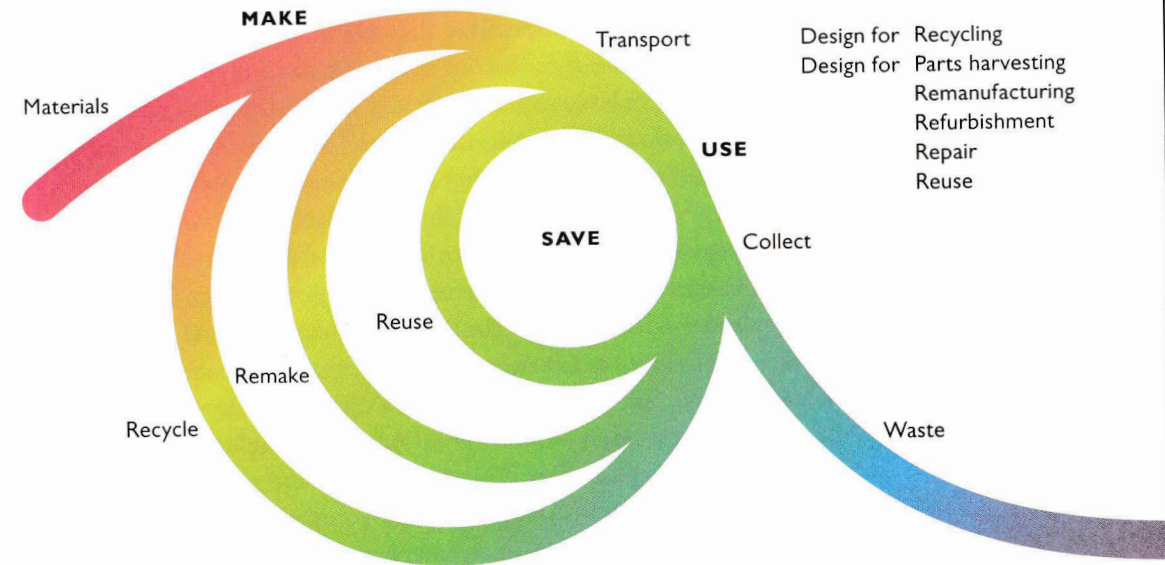 MAKE
Transport
Design for Recycling
Design for Parts harvesting
Remanufacturing
Refurbishment
Repair
Reuse
Materials
USE
SAVE
Collect
Reuse
Remake
Recycle
Waste